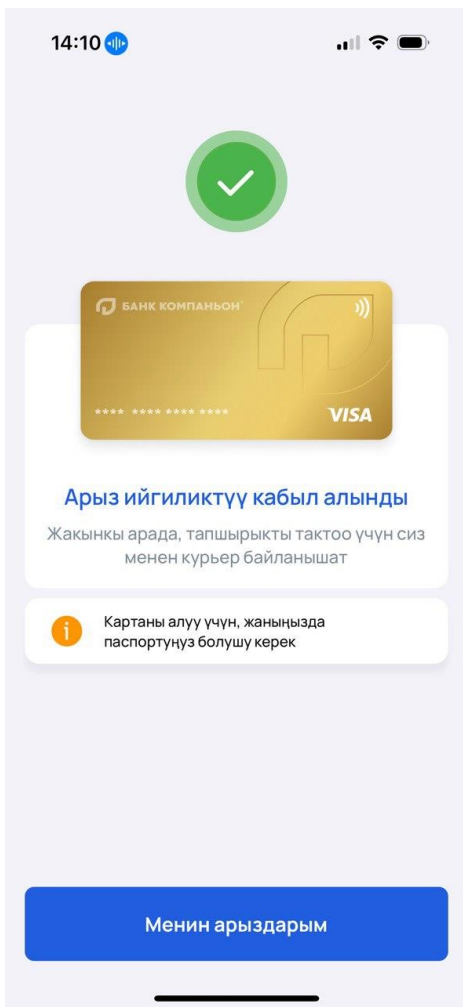 14:10
БАНК КОМПАНЬОН
**** **** **** ****
VISA
Арыз ийгиликтүү кабыл алынды
Жакынкы арада, тапшырыкты тактоо үчүн сиз
менен курьер байланышат
Картаны алуу үчүн, жаныңызда
паспортуңуз болушу керек
Менин арыздарым